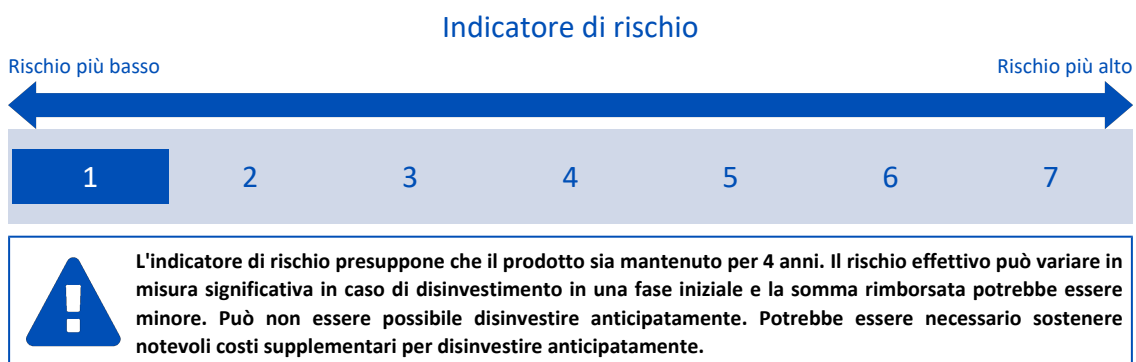 Indicatore di rischio
Rischio più basso
Rischio più alto
1 2 3 4 5 6 7
L'indicatore di rischio presuppone che il prodotto sia mantenuto per 4 anni. Il rischio effettivo può variare in
misura significativa in caso di disinvestimento in una fase iniziale e la somma rimborsata potrebbe essere
minore. Può non essere possibile disinvestire anticipatamente. Potrebbe essere necessario sostenere
notevoli costi supplementari per disinvestire anticipatamente.